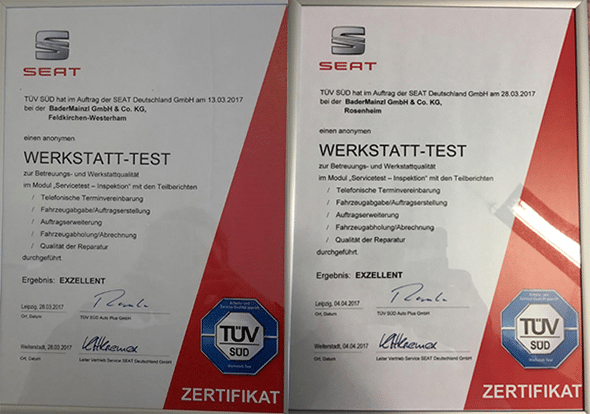 SEAT
TÜV SÜD hat im Auftrag der SEAT Deutschland GmbH am 13.03.2017
bei der BaderMainzl GmbH & Co. KG,
Feldkirchen-Westerham
einen anonymen
WERKSTATT-TEST
zur Betreuungs- und Werkstattqualität
im Modul „Servicetest – Inspektion“ mit den Teilberichten
/ Telefonische Terminvereinbarung
/ Fahrzeugabgabe/Auftragserstellung
/ Auftragserweiterung
/ Fahrzeugabholung/Abrechnung
/ Qualität der Reparatur
durchgeführt.
Ergebnis: EXZELLENT
Leipzig, 28.03.2017
Ort, Datum TÜV SÜD Auto Plus GmbH
Weiterstadt, 28.03.2017
Ort, Datum Leiter Vertrieb Service SEAT Deutschland GmbH
TÜV
SÜD
Werkstatt-Test
ZERTIFIKAT
SEAT
TÜV SÜD hat im Auftrag der SEAT Deutschland GmbH am 28.03.2017
bei der BaderMainzl GmbH & Co. KG,
Rosenheim
einen anonymen
WERKSTATT-TEST
zur Betreuungs- und Werkstattqualität
im Modul „Servicetest – Inspektion“ mit den Teilberichten
/ Telefonische Terminvereinbarung
/ Fahrzeugabgabe/Auftragserstellung
/ Auftragserweiterung
/ Fahrzeugabholung/Abrechnung
/ Qualität der Reparatur
durchgeführt.
Ergebnis: EXZELLENT
Leipzig, 04.04.2017
Ort, Datum TÜV SÜD Auto Plus GmbH
Weiterstadt, 04.04.2017
Ort, Datum Leiter Vertrieb Service SEAT Deutschland GmbH
TÜV
SÜD
Werkstatt-Test
ZERTIFIKAT